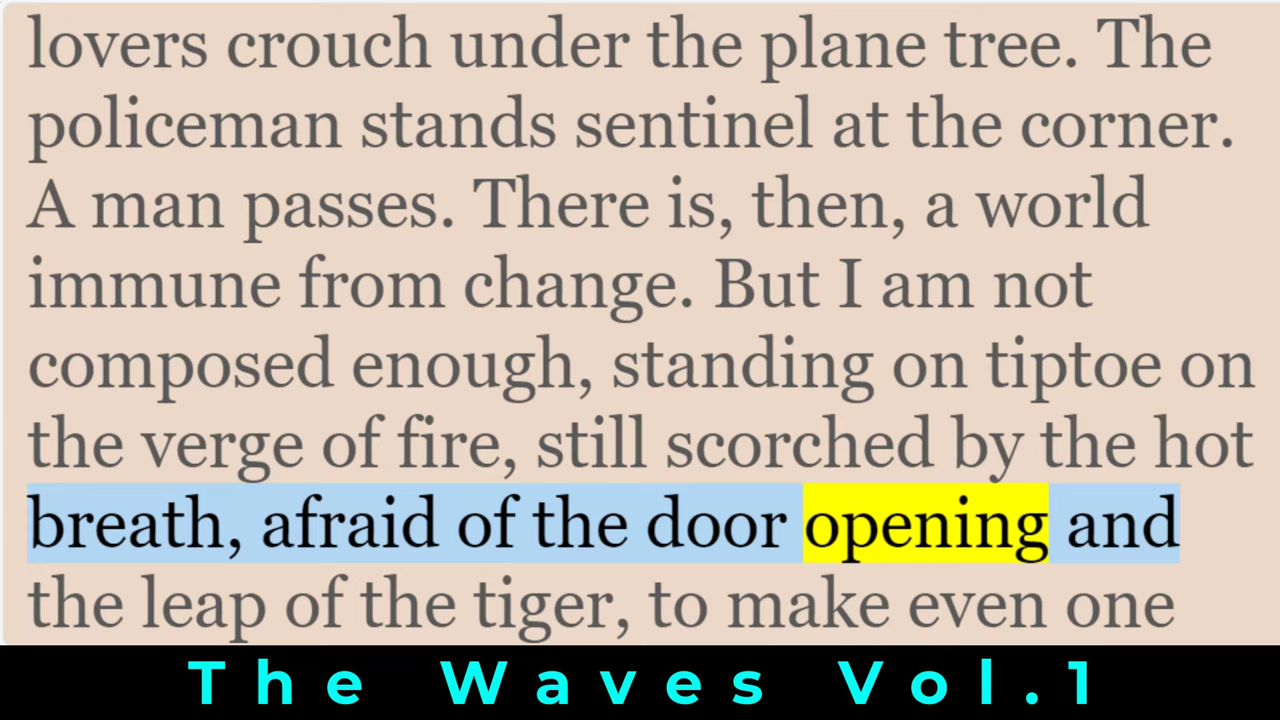 lovers crouch under the plane tree. The
policeman stands sentinel at the corner.
A man passes. There is, then, a world
immune from change. But I am not
composed enough, standing on tiptoe on
the verge of fire, still scorched by the hot
breath, afraid of the door opening and
the leap of the tiger, to make even one
The Waves Vol.1